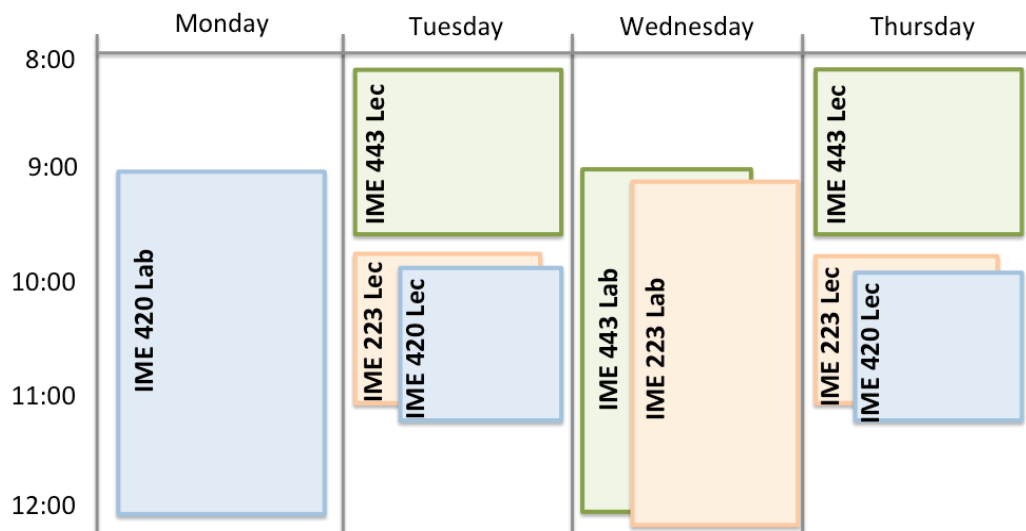 Monday Tuesday Wednesday Thursday
8:00
9:00
10:00
11:00
12:00
IME 420 Lab
IME 443 Lec
IME 223 Lec
IME 420 Lec
IME 443 Lab
IME 223 Lab
IME 443 Lec
IME 223 Lec
IME 420 Lec